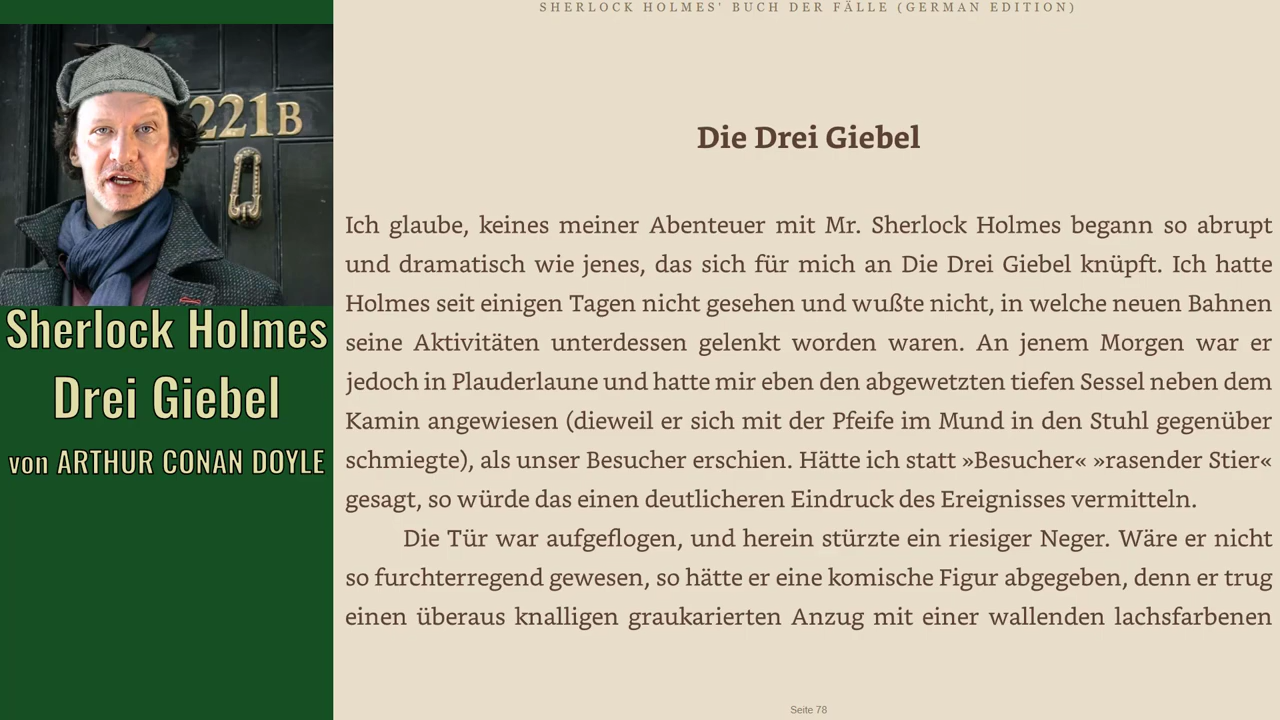 SHERLOCK HOLMES' BUCH DER FÄLLE (GERMAN EDITION)
221B
Sherlock Holmes
Drei Giebel
von ARTHUR CONAN DOYLE
Die Drei Giebel
Ich glaube, keines meiner Abenteuer mit Mr. Sherlock Holmes begann so abrupt
und dramatisch wie jenes, das sich für mich an Die Drei Giebel knüpft. Ich hatte
Holmes seit einigen Tagen nicht gesehen und wußte nicht, in welche neuen Bahnen
seine Aktivitäten unterdessen gelenkt worden waren. An jenem Morgen war er
jedoch in Plauderlaune und hatte mir eben den abgewetzten tiefen Sessel neben dem
Kamin angewiesen (dieweil er sich mit der Pfeife im Mund in den Stuhl gegenüber
schmiegte), als unser Besucher erschien. Hätte ich statt »Besucher« »rasender Stier«
gesagt, so würde das einen deutlicheren Eindruck des Ereignisses vermitteln.
Die Tür war aufgeflogen, und herein stürzte ein riesiger Neger. Wäre er nicht
so furchterregend gewesen, so hätte er eine komische Figur abgegeben, denn er trug
einen überaus knalligen graukarierten Anzug mit einer wallenden lachsfarbenen
Seite 78